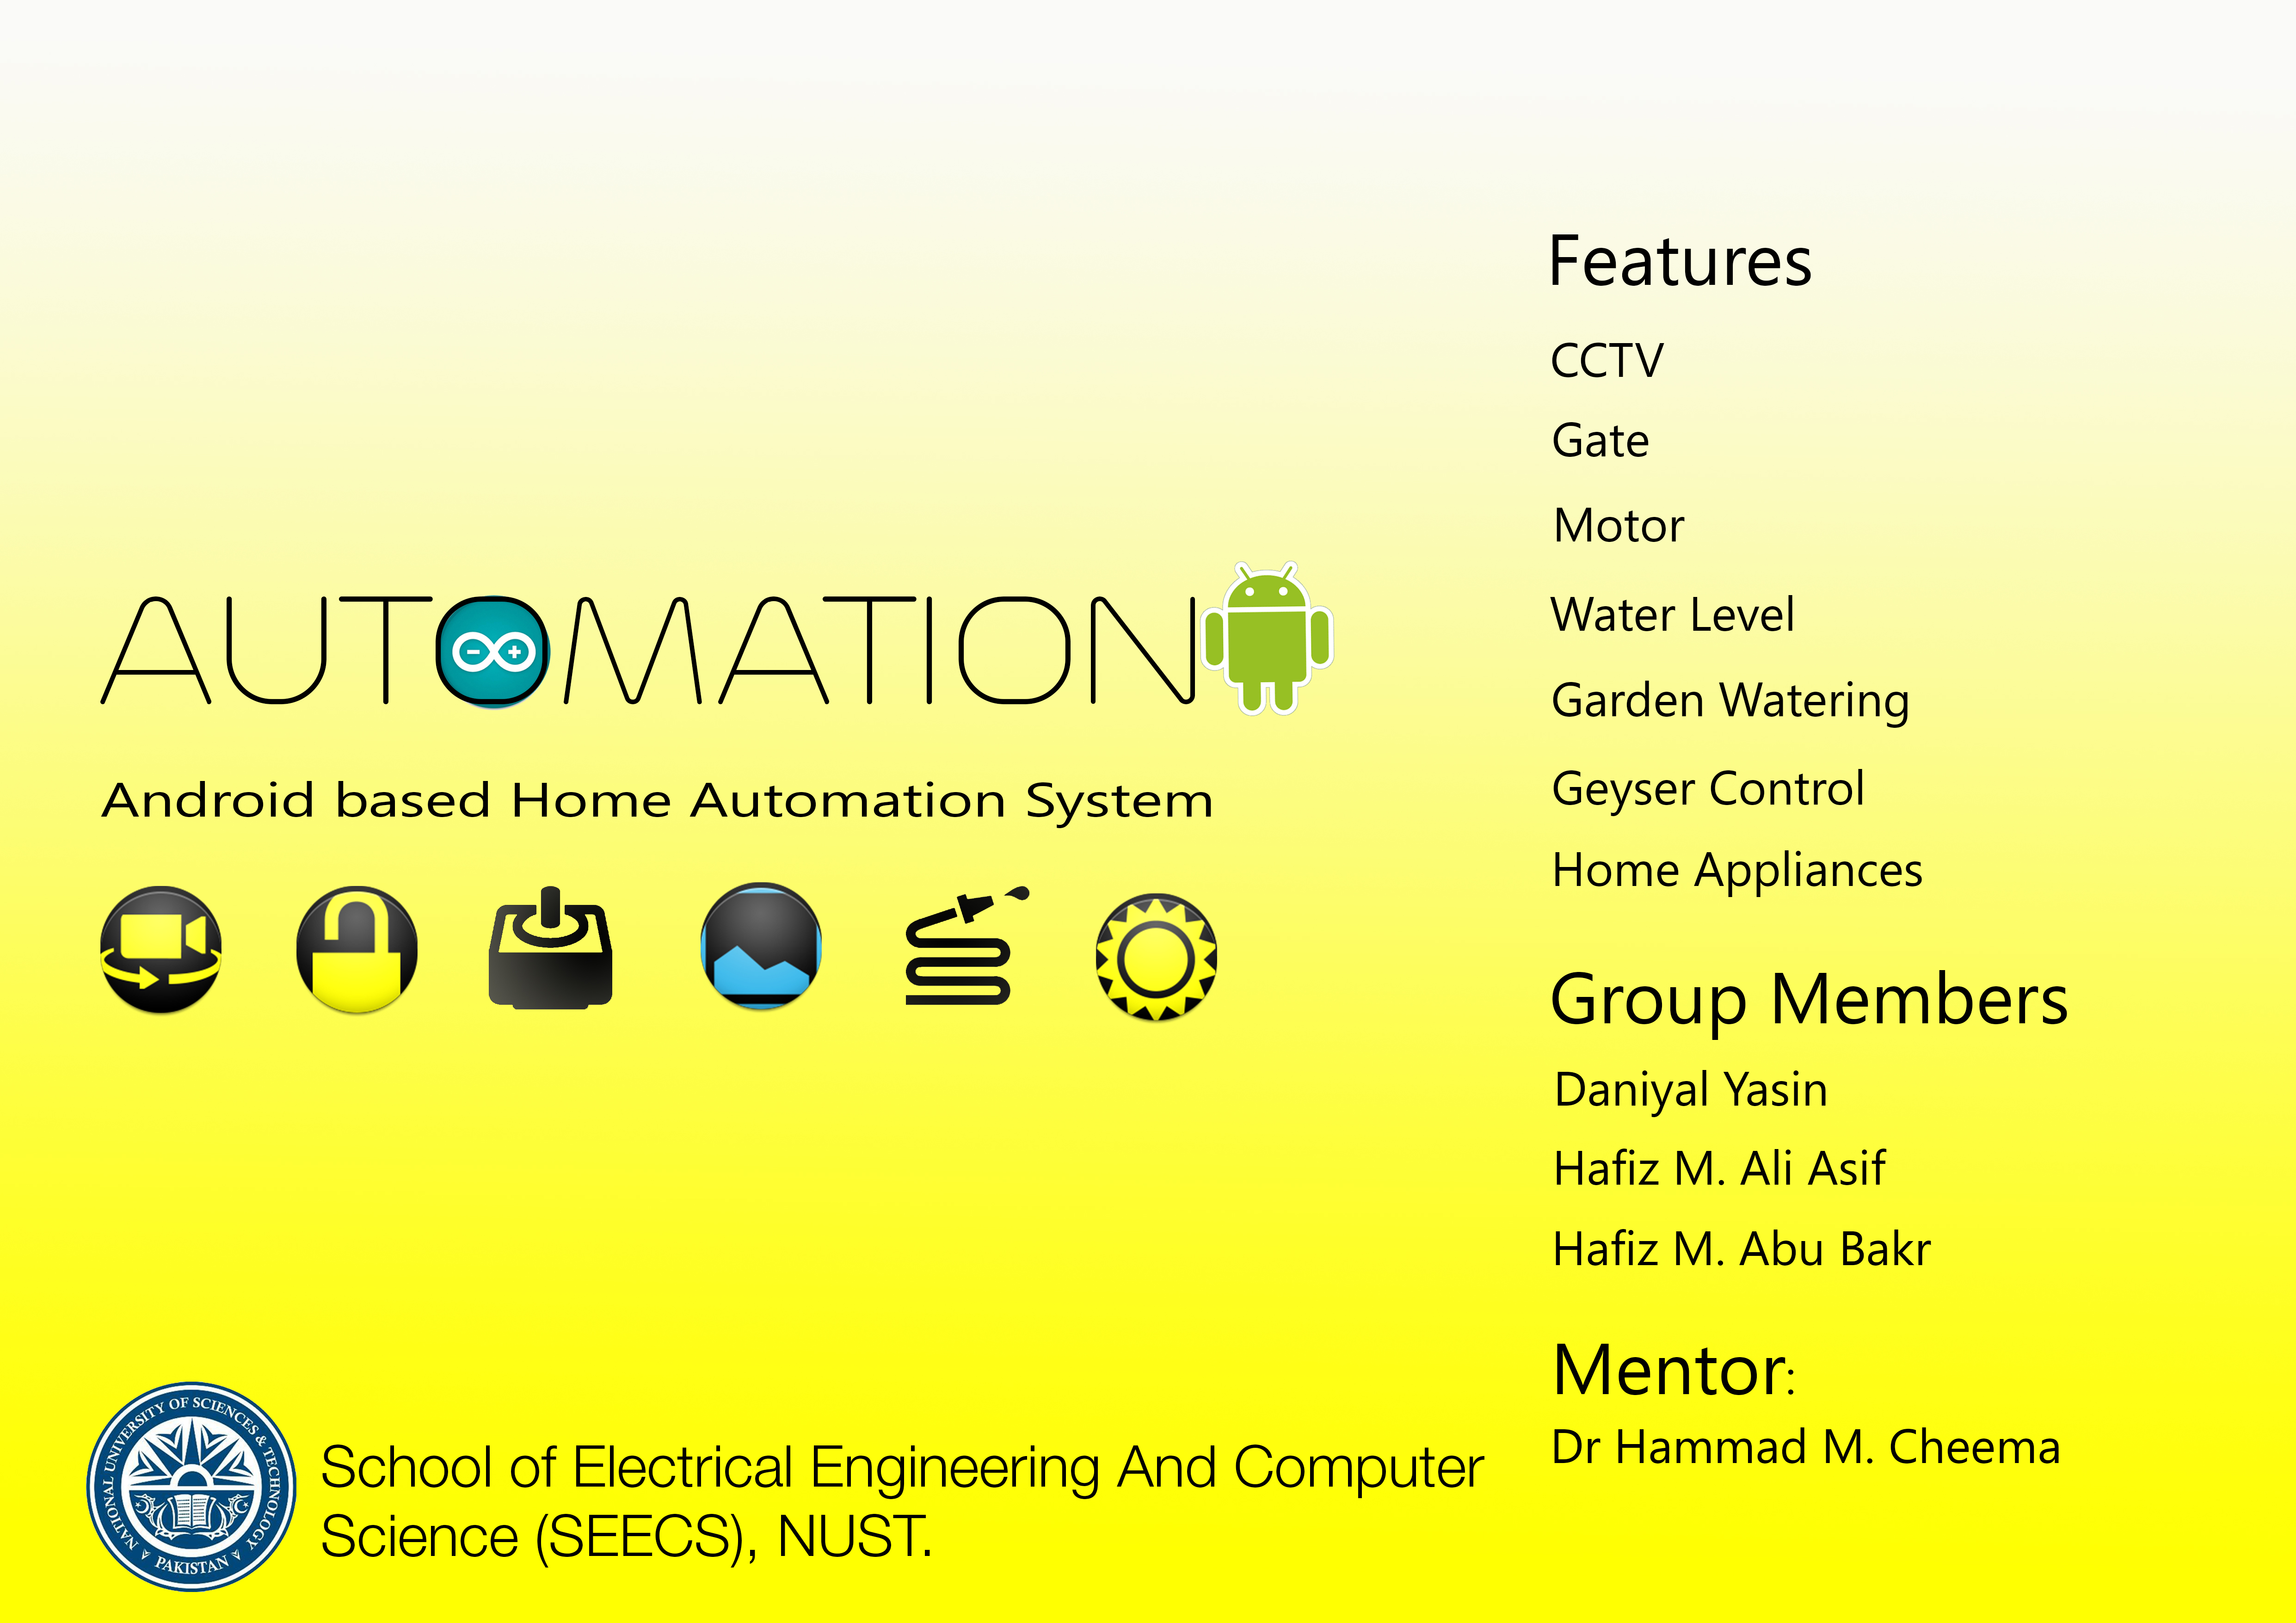 AUTOMATION
Android based Home Automation System
NATIONAL UNIVERSITY OF SCIENCES & TECHNOLOGY
PAKISTAN
School of Electrical Engineering And Computer
Science (SEECS), NUST.
Features
CCTV
Gate
Motor
Water Level
Garden Watering
Geyser Control
Home Appliances
Group Members
Daniyal Yasin
Hafiz M. Ali Asif
Hafiz M. Abu Bakr
Mentor:
Dr Hammad M. Cheema